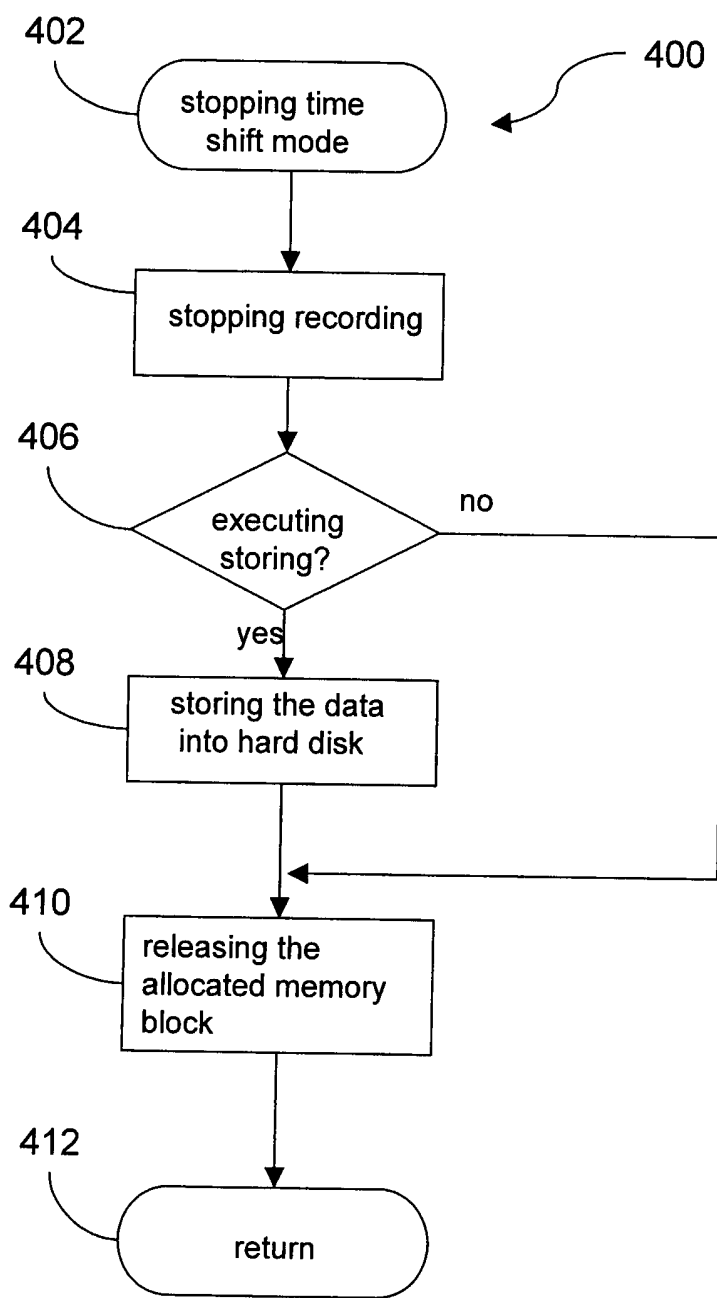 402
400
stopping time
shift mode
404
stopping recording
406
no
executing
storing?
yes
408
storing the data
into hard disk
410
releasing the
allocated memory
block
412
return